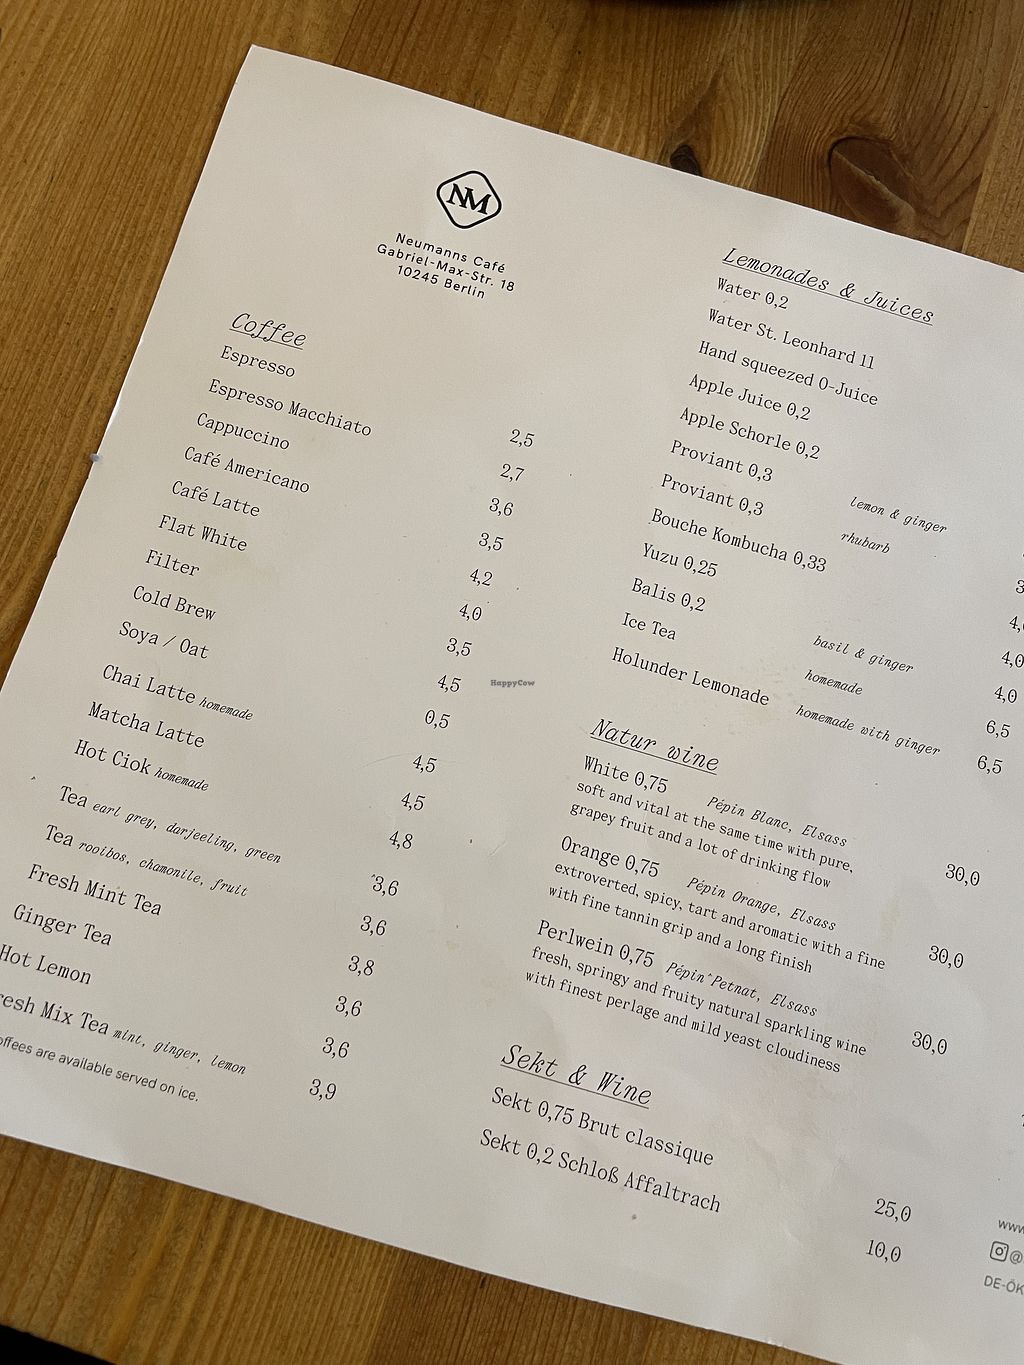 NM
Neumanns Café
Gabriel-Max-Str. 18
10245 Berlin
Coffee
Espresso 2,5
Espresso Macchiato 2,7
Cappuccino 3,6
Café Americano 3,5
Café Latte 4,2
Flat White 4,0
Filter 3,5
Cold Brew 4,5
Soya / Oat 0,5
Chai Latte homemade 4,5
Matcha Latte 4,5
Hot Ciok homemade 4,8
Tea earl grey, darjeeling, green 3,6
Tea rooibos, chamonile, fruit 3,6
Fresh Mint Tea 3,8
Ginger Tea 3,6
Hot Lemon 3,6
resh Mix Tea mint, ginger, lemon 3,9
offees are available served on ice.
Lemonades & Juices
Water 0,2
Water St. Leonhard 1l
Hand squeezed O-Juice
Apple Juice 0,2
Apple Schorle 0,2
Proviant 0,3 lemon & ginger
Proviant 0,3 rhubarb
Bouche Kombucha 0,33
Yuzu 0,25
Balis 0,2 basil & ginger 4,0
Ice Tea homemade 4,0
Holunder Lemonade homemade with ginger 6,5
6,5
Natur wine
White 0,75 Pépin Blanc, Elsass 30,0
soft and vital at the same time with pure,
grapey fruit and a lot of drinking flow
Orange 0,75 Pépin Orange, Elsass 30,0
extroverted, spicy, tart and aromatic with a fine
with fine tannin grip and a long finish
Perlwein 0,75 Pépin Petnat, Elsass 30,0
fresh, springy and fruity natural sparkling wine
with finest perlage and mild yeast cloudiness
Sekt & Wine
Sekt 0,75 Brut classique 25,0
Sekt 0,2 Schloß Affaltrach 10,0
www
@
DE-ÖK
HappyCow